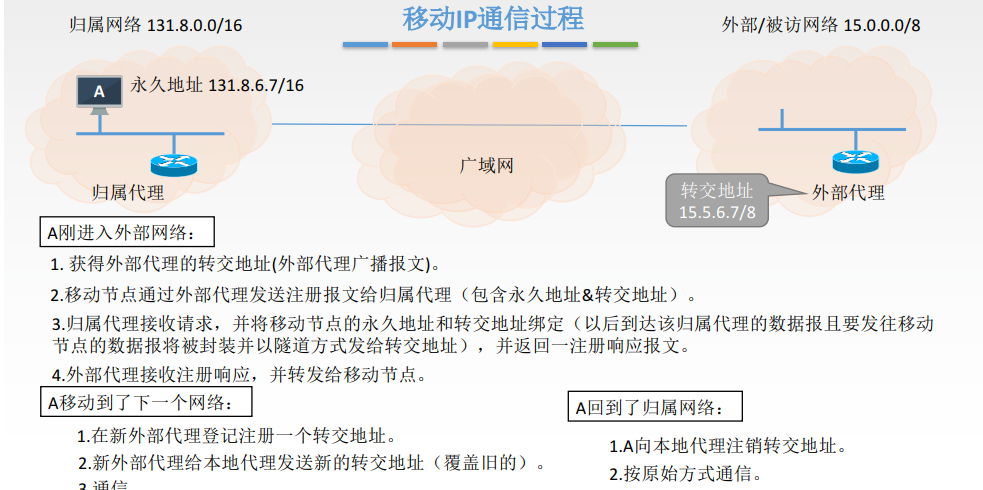 移动IP通信过程
归属网络 131.8.0.0/16
外部/被访网络 15.0.0.0/8
A
永久地址 131.8.6.7/16
广域网
归属代理
转交地址
15.5.6.7/8
外部代理
A刚进入外部网络：
1. 获得外部代理的转交地址(外部代理广播报文)。
2.移动节点通过外部代理发送注册报文给归属代理（包含永久地址&转交地址）。
3.归属代理接收请求，并将移动节点的永久地址和转交地址绑定（以后到达该归属代理的数据报且要发往移动
节点的数据报将被封装并以隧道方式发给转交地址），并返回一注册响应报文。
4.外部代理接收注册响应，并转发给移动节点。
A移动到了下一个网络：
1.在新外部代理登记注册一个转交地址。
2.新外部代理给本地代理发送新的转交地址（覆盖旧的）。
3.通信
A回到了归属网络：
1.A向本地代理注销转交地址。
2.按原始方式通信。